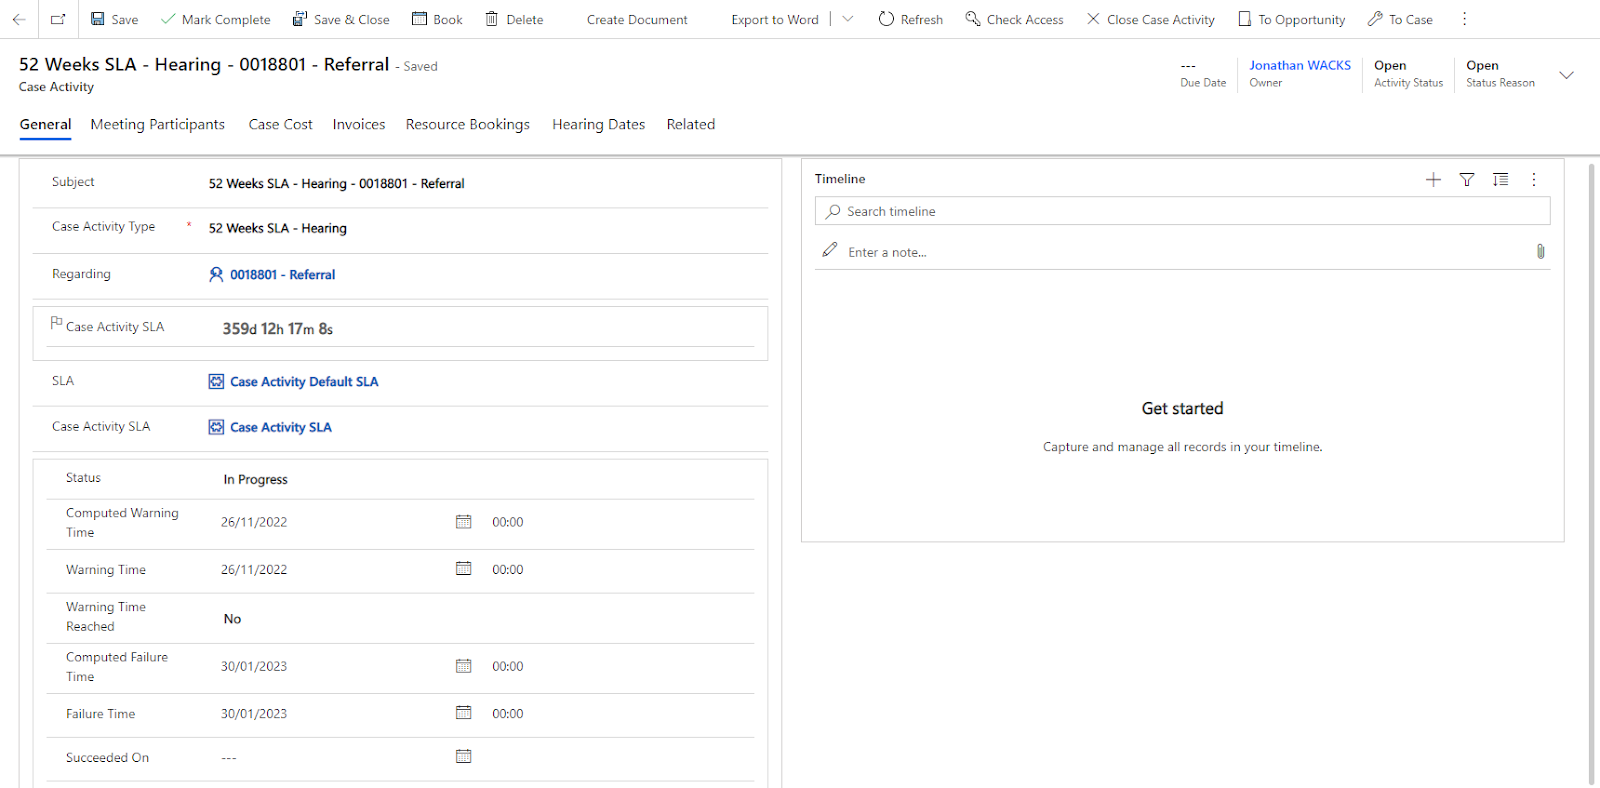 Save Mark Complete Save & Close Book Delete Create Document Export to Word Refresh Check Access Close Case Activity To Opportunity To Case
52 Weeks SLA - Hearing - 0018801 - Referral - Saved
Case Activity
---
Due Date
Jonathan WACKS
Owner
Open
Activity Status
Open
Status Reason
General Meeting Participants Case Cost Invoices Resource Bookings Hearing Dates Related
Subject 52 Weeks SLA - Hearing - 0018801 - Referral
Case Activity Type * 52 Weeks SLA - Hearing
Regarding 0018801 - Referral
Case Activity SLA 359d 12h 17m 8s
SLA Case Activity Default SLA
Case Activity SLA Case Activity SLA
Status In Progress
Computed Warning
Time
26/11/2022 00:00
Warning Time 26/11/2022 00:00
Warning Time
Reached
No
Computed Failure
Time
30/01/2023 00:00
Failure Time 30/01/2023 00:00
Succeeded On ---
Timeline
Search timeline
Enter a note...
Get started
Capture and manage all records in your timeline.